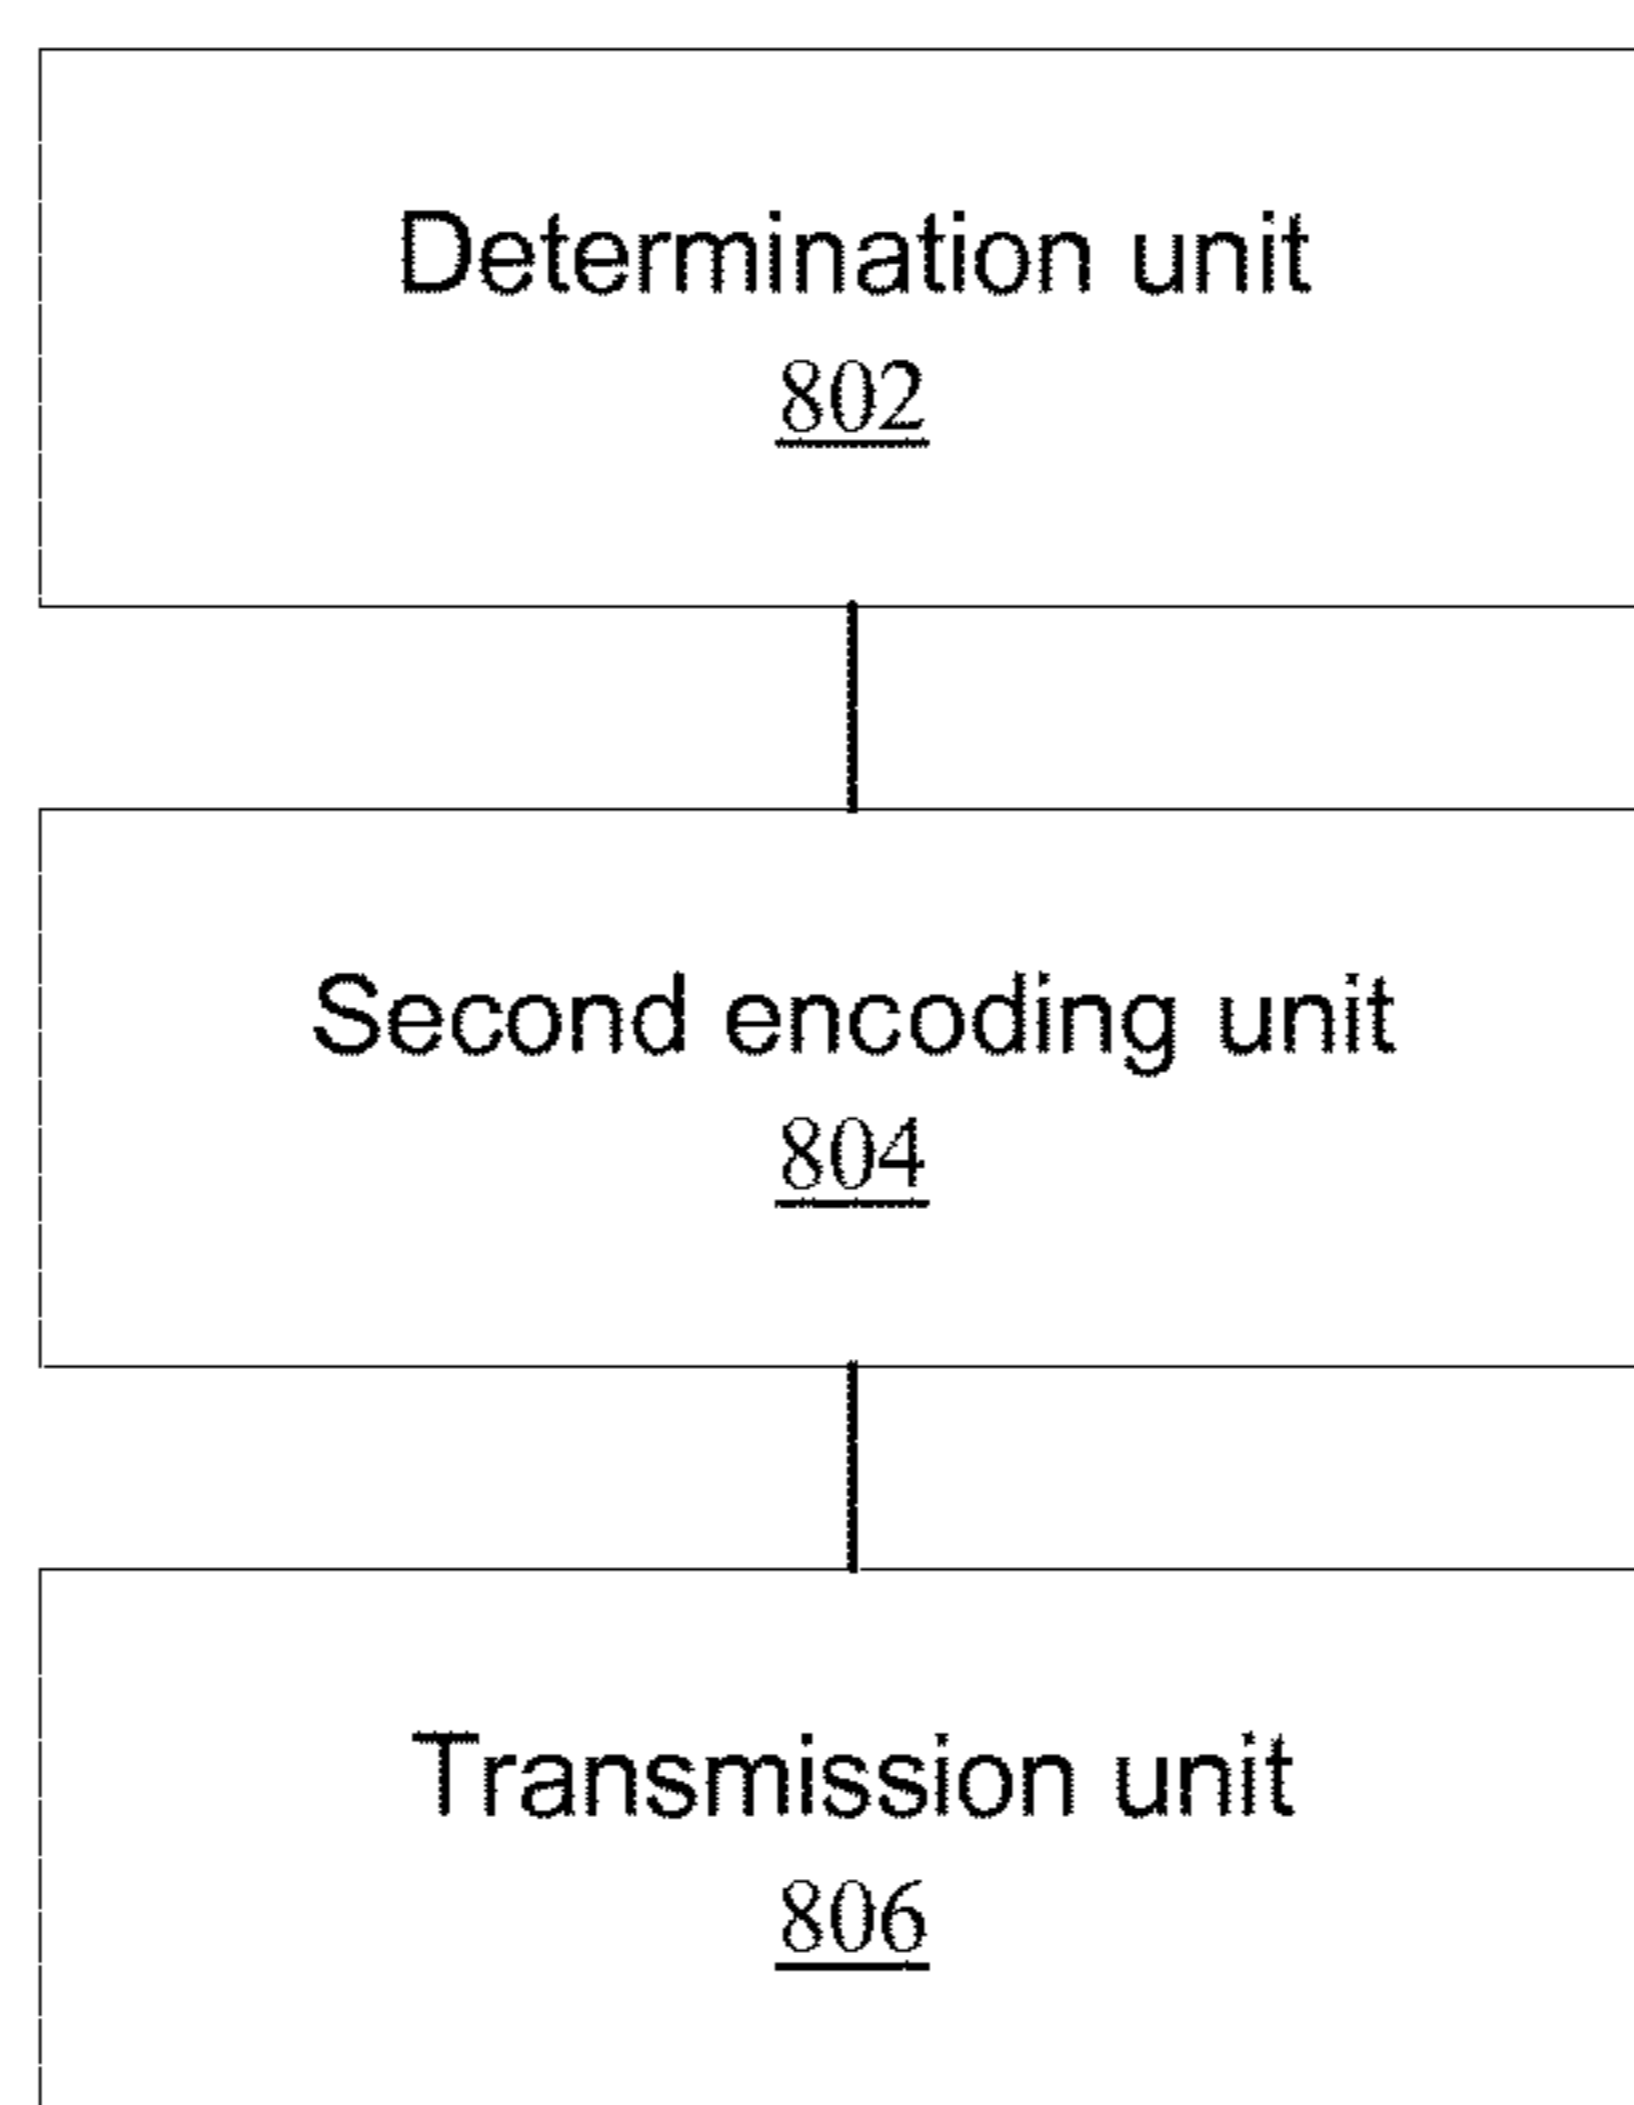 Determination unit
802
Second encoding unit
804
Transmission unit
806